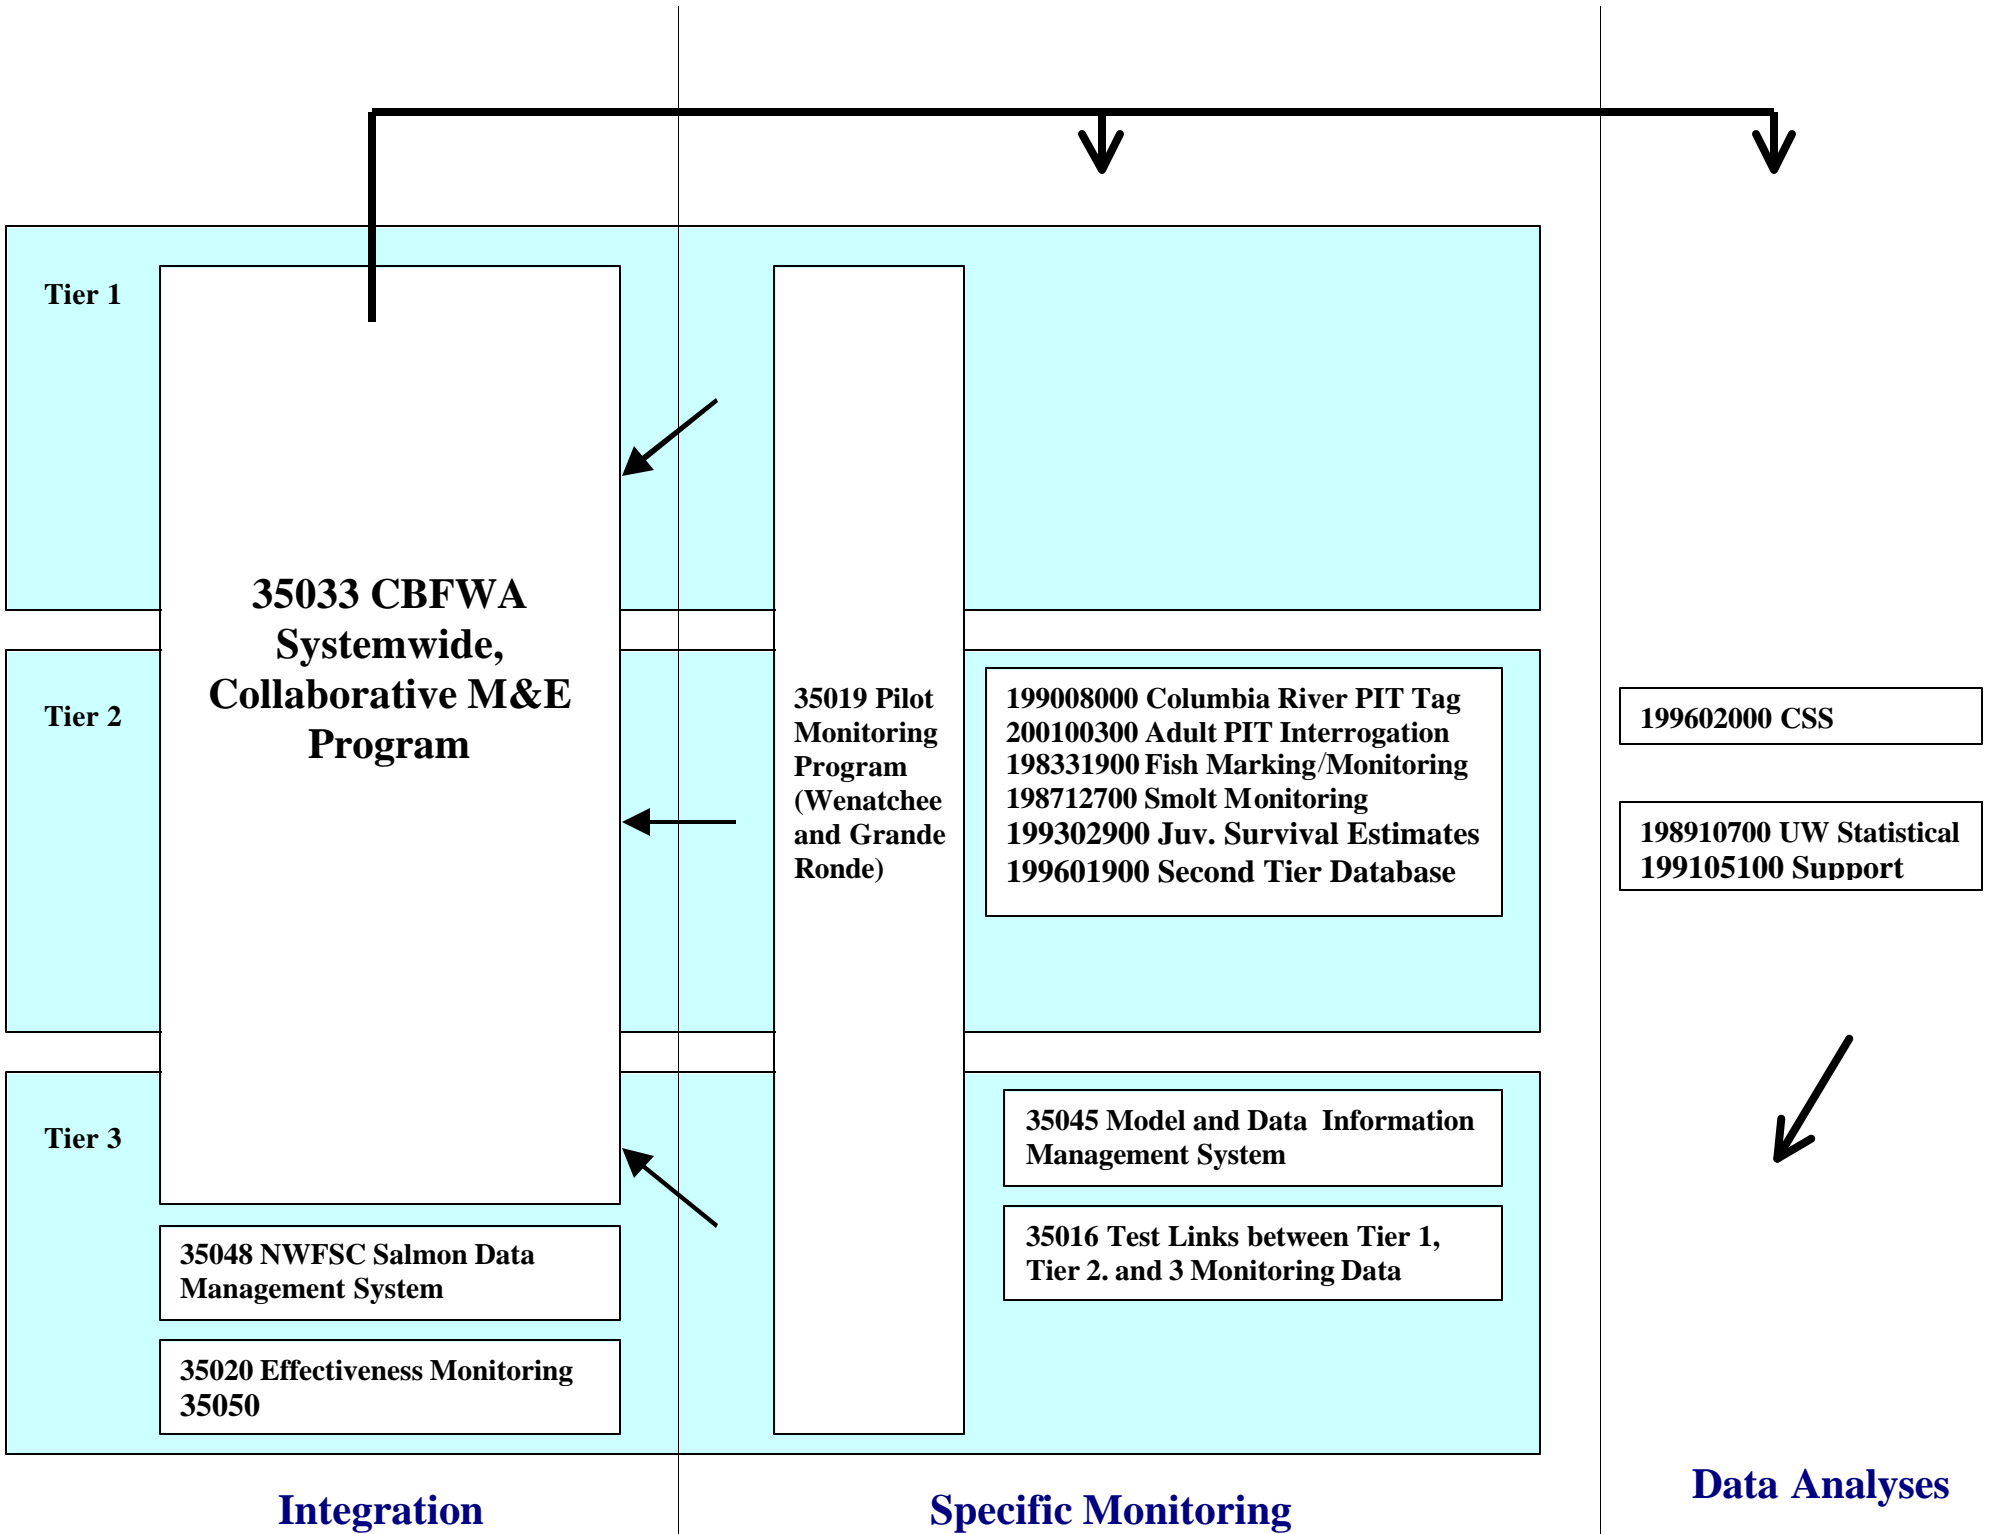 Tier 1
35033 CBFWA
Systemwide,
Collaborative M&E
Program
Tier 2
35019 Pilot
Monitoring
Program
(Wenatchee
and Grande
Ronde)
199008000 Columbia River PIT Tag
200100300 Adult PIT Interrogation
198331900 Fish Marking/Monitoring
198712700 Smolt Monitoring
199302900 Juv. Survival Estimates
199601900 Second Tier Database
199602000 CSS
198910700 UW Statistical
199105100 Support
Tier 3
35045 Model and Data Information
Management System
35016 Test Links between Tier 1,
Tier 2. and 3 Monitoring Data
35048 NWFSC Salmon Data
Management System
35020 Effectiveness Monitoring
35050
Integration
Specific Monitoring
Data Analyses